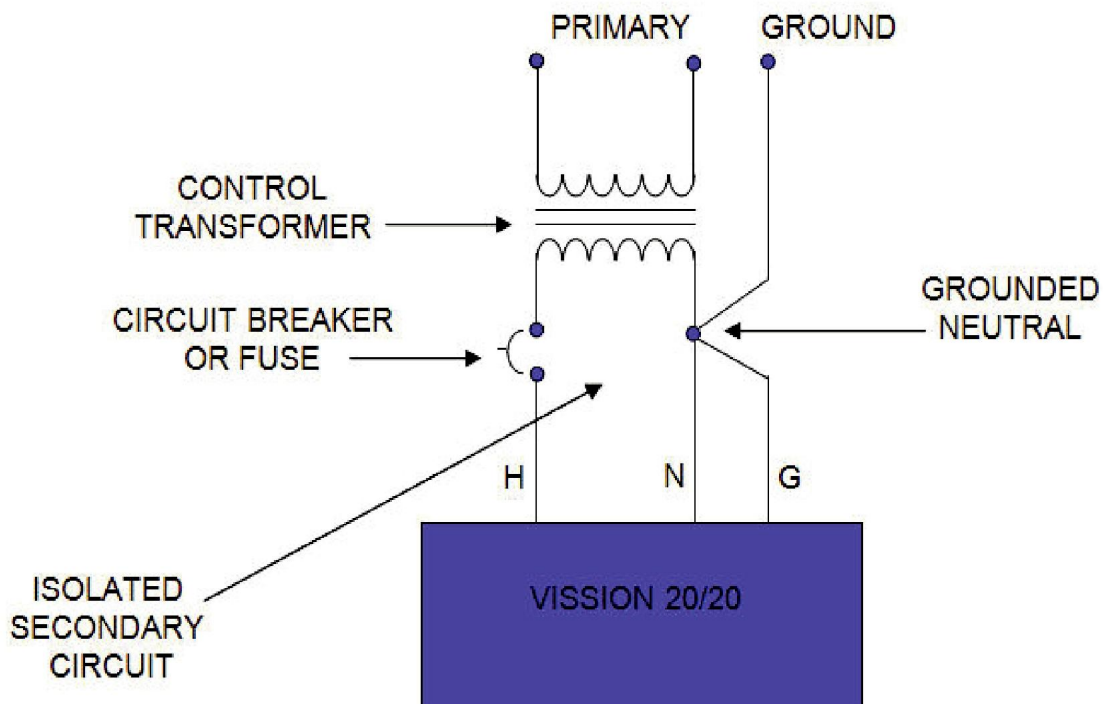 PRIMARY
GROUND
CONTROL
TRANSFORMER
CIRCUIT BREAKER
OR FUSE
GROUNDED
NEUTRAL
H
N
G
ISOLATED
SECONDARY
CIRCUIT
VISSION 20/20